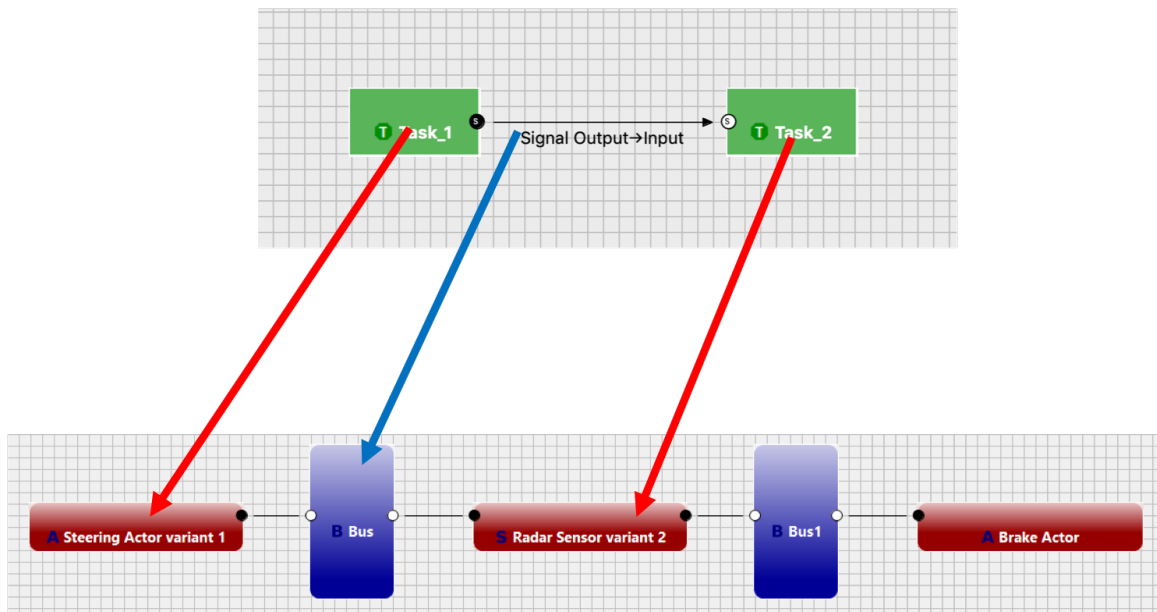 T Task_1
S
Signal Output→Input
S
T Task_2
A Steering Actor variant 1
B Bus
S Radar Sensor variant 2
B Bus1
A Brake Actor